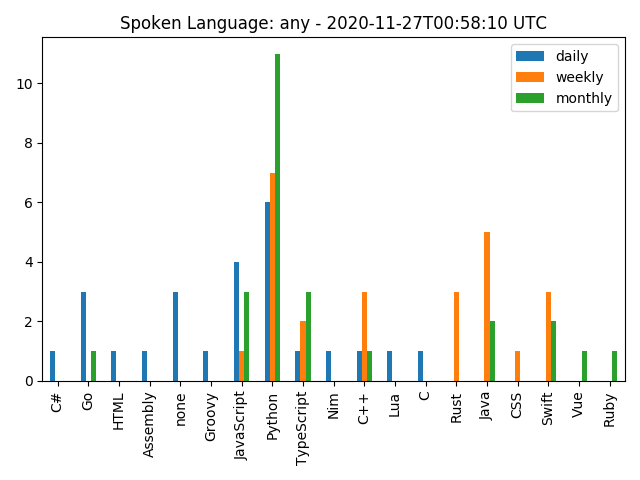 Spoken Language: any - 2020-11-27T00:58:10 UTC
daily
weekly
monthly
10
8
6
4
2
0
C#
Go
HTML
Assembly
none
Groovy
JavaScript
Python
TypeScript
Nim
C++
Lua
C
Rust
Java
CSS
Swift
Vue
Ruby